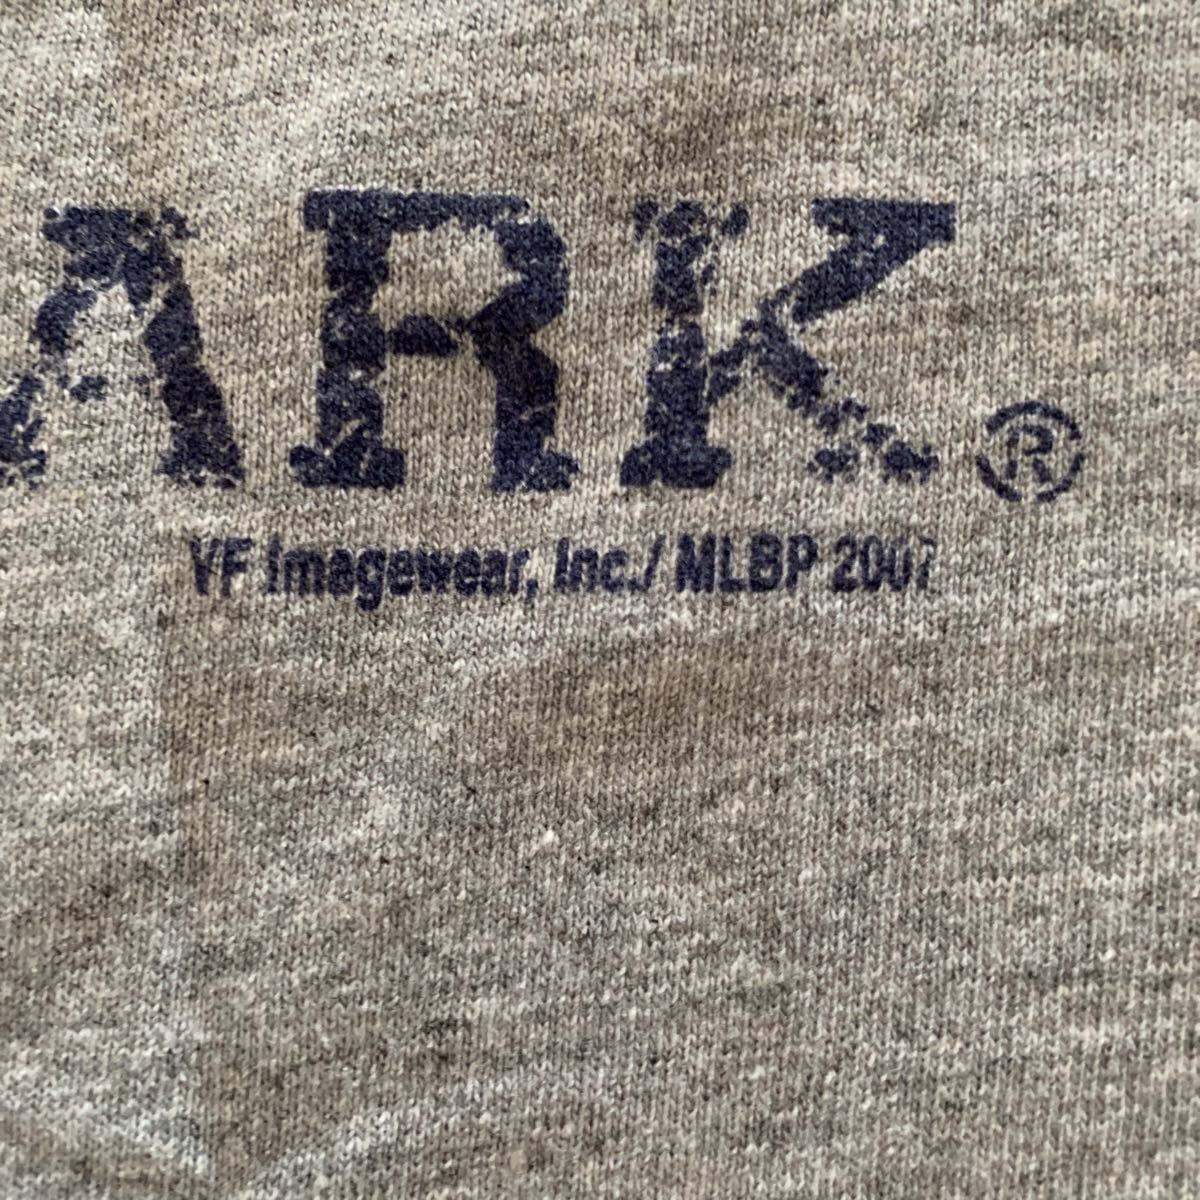 ARK.®
VF Imagewear, Inc./ MLBP 2007